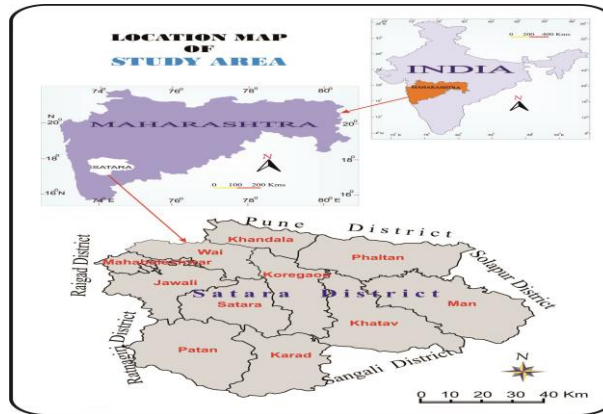 LOCATION MAP
OF
STUDY AREA
0 200 400 Kms
INDIA
MAHARASHTRA
N
74° 76° 78° 80°
20°
18°
16°N
20°
18°
16°
MAHARASHTRA
SATARA
N
0 100 200 Kms
74° 76° 78° 80°E
Pune District
Raigad District
Ratnagiri District
Solapur District
Sangali District
Khandala
Wai
Mahabaleshwar
Phaltan
Koregaon
Jawali
Satara District
Satara
Man
Khatav
Patan
Karad
N
0 10 20 30 40 Km